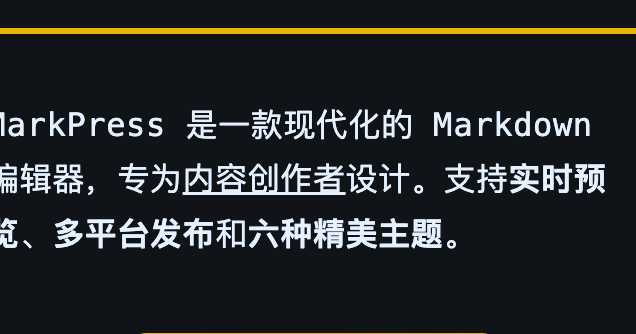 MarkPress 是一款现代化的 Markdown
编辑器，专为内容创作者设计。支持实时预
览、多平台发布和六种精美主题。